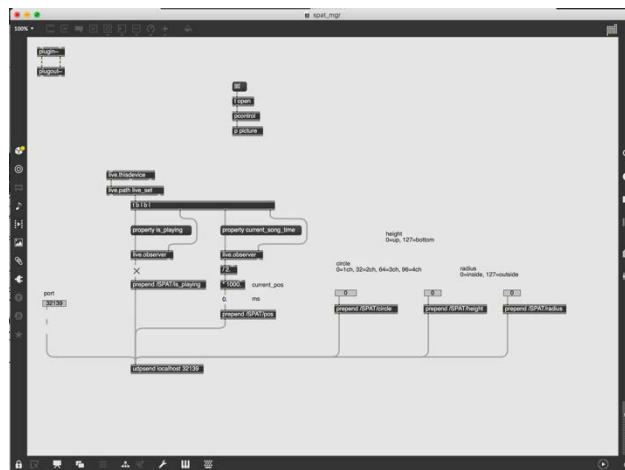 spat_mgr
100%
plugin~
plugout~
t open
pcontrol
p picture
live.thisdevice
live.path live_set
t b l b l
property is_playing
property current_song_time
height
0=up, 127=bottom
live.observer
live.observer
circle
0=1ch, 32=2ch, 64=3ch, 96=4ch
radius
0=inside, 127=outside
/ 2.
port
prepend /SPAT/is_playing
* 1000.
current_pos
0
0
0
32139
0.
ms
prepend /SPAT/pos
prepend /SPAT/circle
prepend /SPAT/height
prepend /SPAT/radius
udpsend localhost 32139